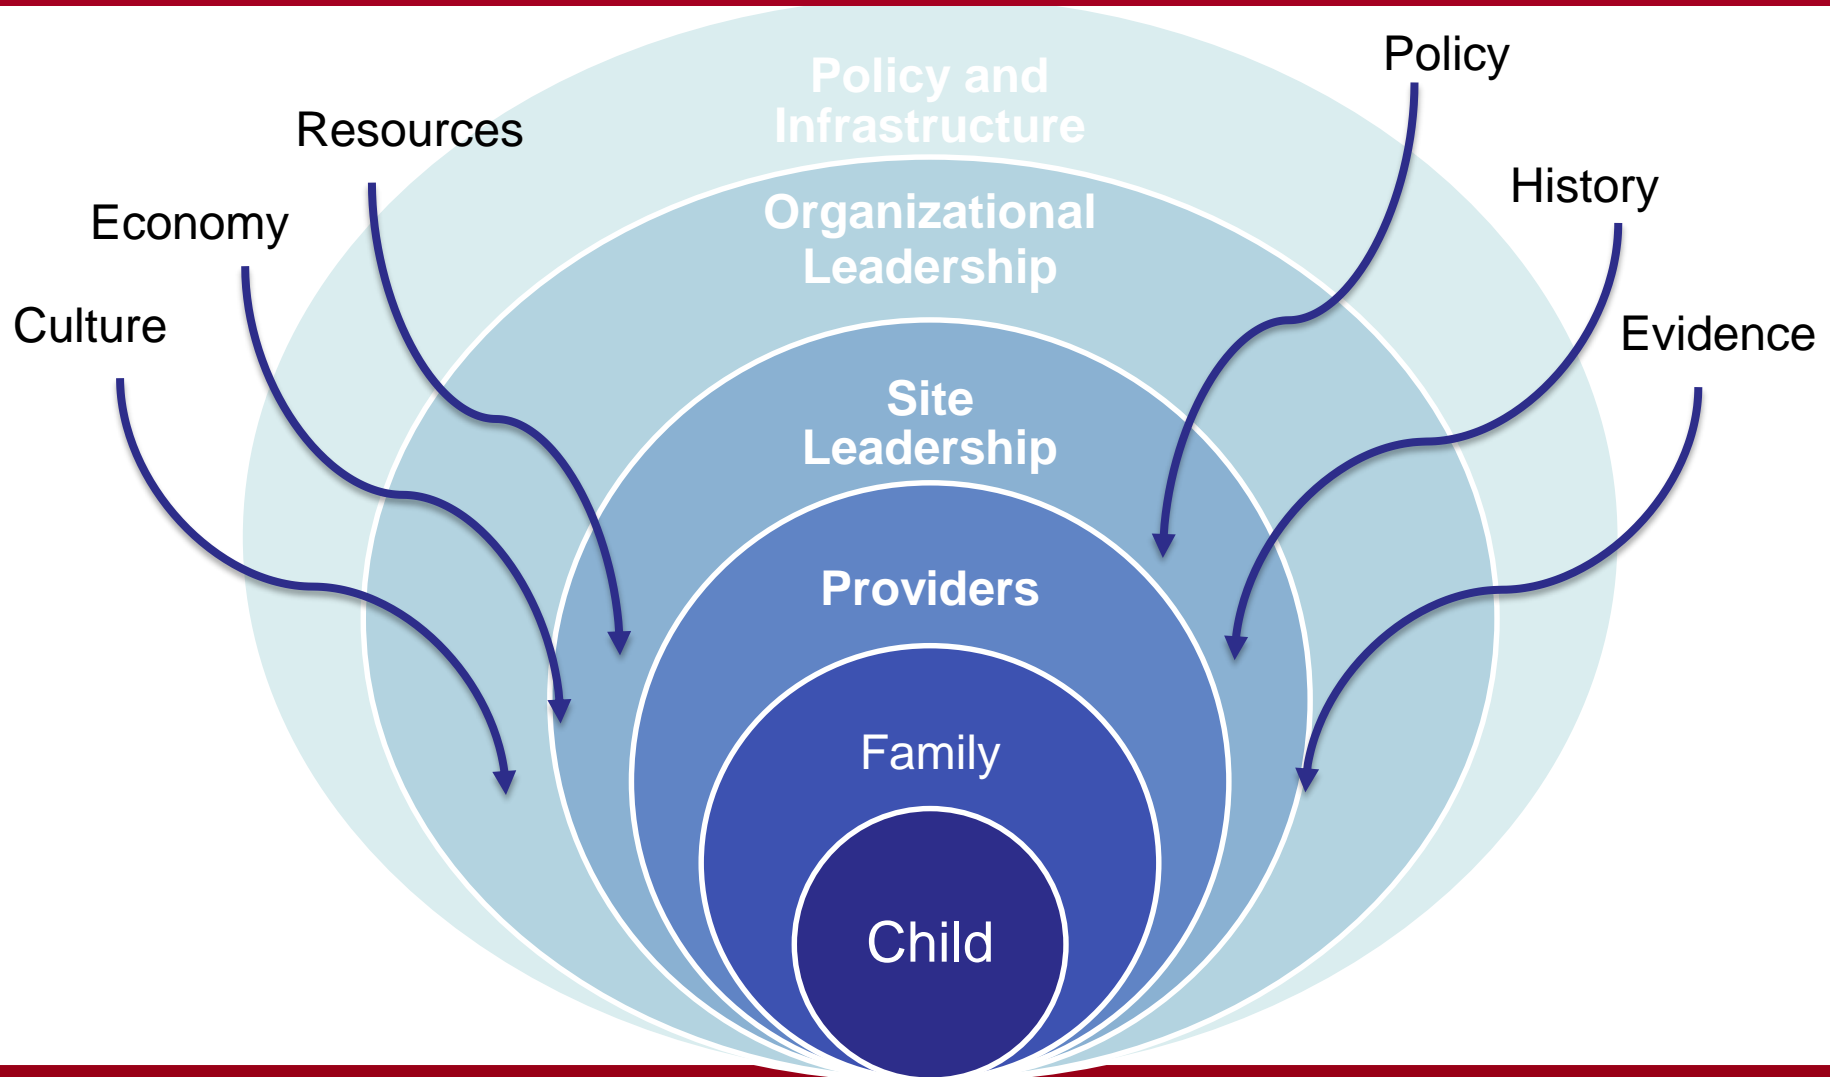 Policy and
Infrastructure
Organizational
Leadership
Site
Leadership
Providers
Family
Child
Resources
Economy
Culture
Policy
History
Evidence